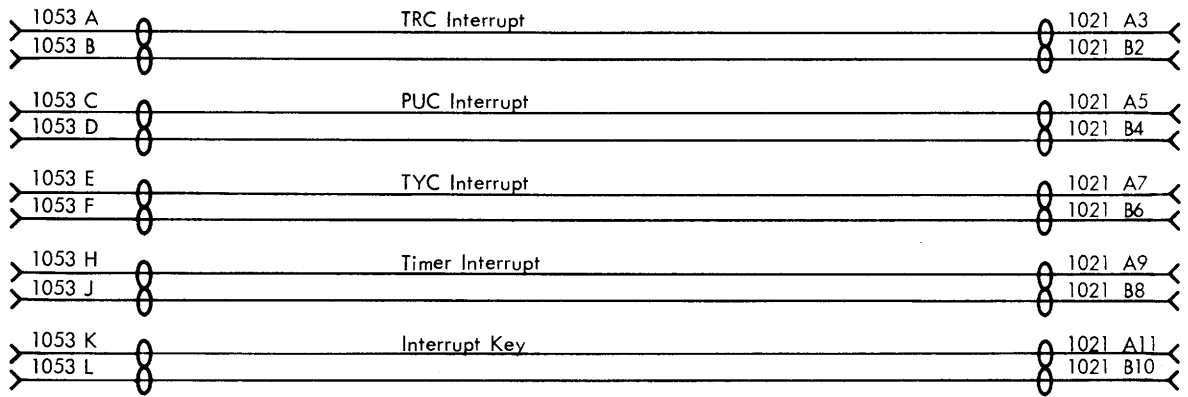 1053 A TRC Interrupt 1021 A3
1053 B 1021 B2
1053 C PUC Interrupt 1021 A5
1053 D 1021 B4
1053 E TYC Interrupt 1021 A7
1053 F 1021 B6
1053 H Timer Interrupt 1021 A9
1053 J 1021 B8
1053 K Interrupt Key 1021 A11
1053 L 1021 B10